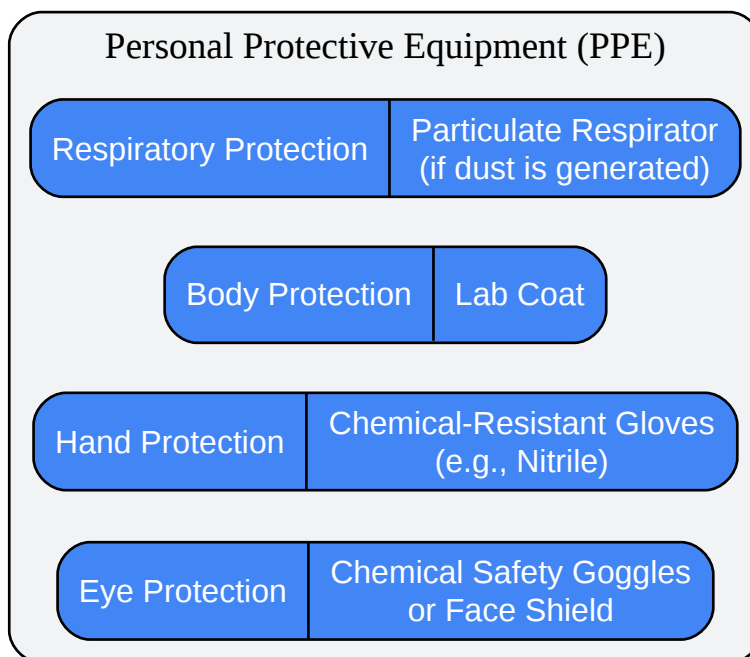 Personal Protective Equipment (PPE)
Respiratory Protection
Particulate Respirator
(if dust is generated)
Body Protection
Lab Coat
Hand Protection
Chemical-Resistant Gloves
(e.g., Nitrile)
Eye Protection
Chemical Safety Goggles
or Face Shield